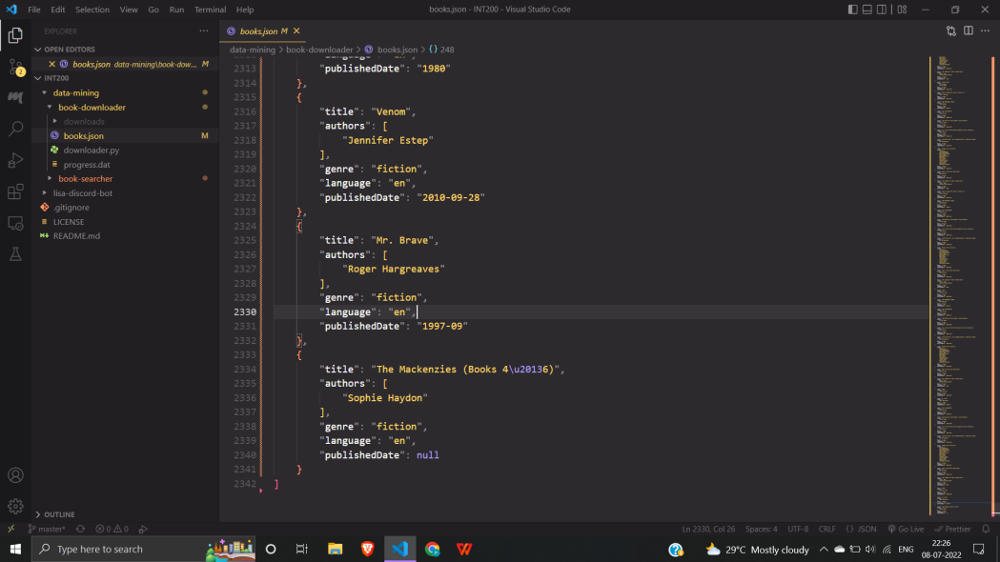 File Edit Selection View Go Run Terminal Help
books.json - INT200 - Visual Studio Code
EXPLORER
OPEN EDITORS
books.json data-mining\book-dow... M
INT200
data-mining
book-downloader
downloads
books.json M
downloader.py
progress.dat
book-searcher
lisa-discord-bot
.gitignore
LICENSE
README.md
OUTLINE
2
books.json M
data-mining > book-downloader > books.json > {} 248
2313 "publishedDate": "1980"
2314 },
2315 {
2316 "title": "Venom",
2317 "authors": [
2318 "Jennifer Estep"
2319 ],
2320 "genre": "fiction",
2321 "language": "en",
2322 "publishedDate": "2010-09-28"
2323 },
2324 {
2325 "title": "Mr. Brave",
2326 "authors": [
2327 "Roger Hargreaves"
2328 ],
2329 "genre": "fiction",
2330 "language": "en",
2331 "publishedDate": "1997-09"
2332 },
2333 {
2334 "title": "The Mackenzies (Books 4\u20136)",
2335 "authors": [
2336 "Sophie Haydon"
2337 ],
2338 "genre": "fiction",
2339 "language": "en",
2340 "publishedDate": null
2341 }
2342 ]
master* 0 0 Ln 2330, Col 26 Spaces: 4 UTF-8 CRLF {} JSON Go Live Prettier
Type here to search
29°C Mostly cloudy ENG
22:26
08-07-2022